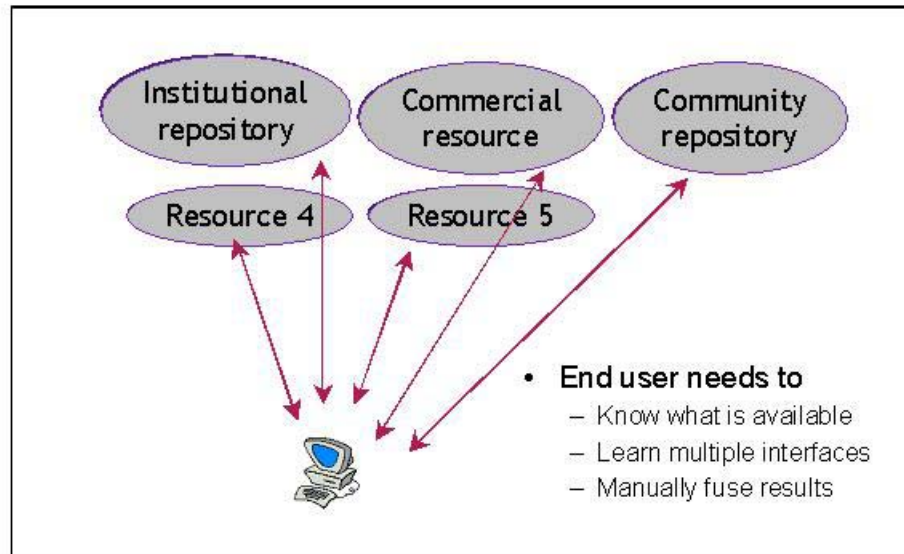 Institutional
repository
Commercial
resource
Community
repository
Resource 4
Resource 5
• End user needs to
– Know what is available
– Learn multiple interfaces
– Manually fuse results